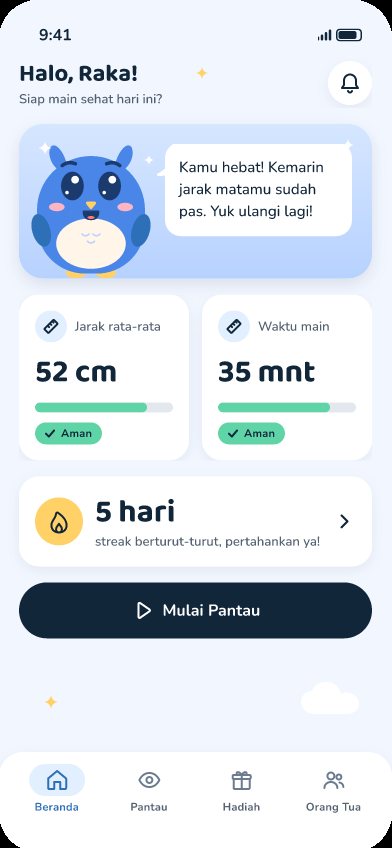 9:41
Halo, Raka!
Siap main sehat hari ini?
Kamu hebat! Kemarin
jarak matamu sudah
pas. Yuk ulangi lagi!
Jarak rata-rata
52 cm
Aman
Waktu main
35 mnt
Aman
5 hari
streak berturut-turut, pertahankan ya!
Mulai Pantau
Beranda
Pantau
Hadiah
Orang Tua